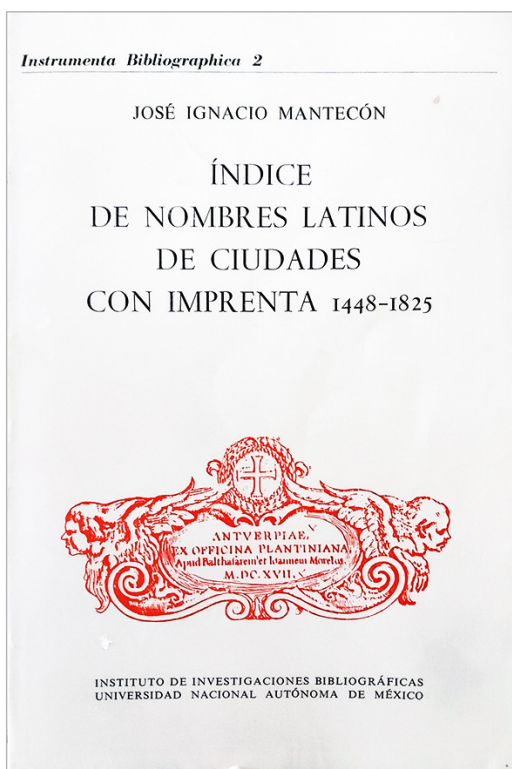 Instrumenta Bibliographica 2
JOSÉ IGNACIO MANTECÓN
ÍNDICE
DE NOMBRES LATINOS
DE CIUDADES
CON IMPRENTA 1448-1825
ANTVERPIAE,
EX OFFICINA PLANTINIANA
Apud Balthasarem et Ioannem Moretos
M.DC.XVII.
INSTITUTO DE INVESTIGACIONES BIBLIOGRÁFICAS
UNIVERSIDAD NACIONAL AUTÓNOMA DE MÉXICO